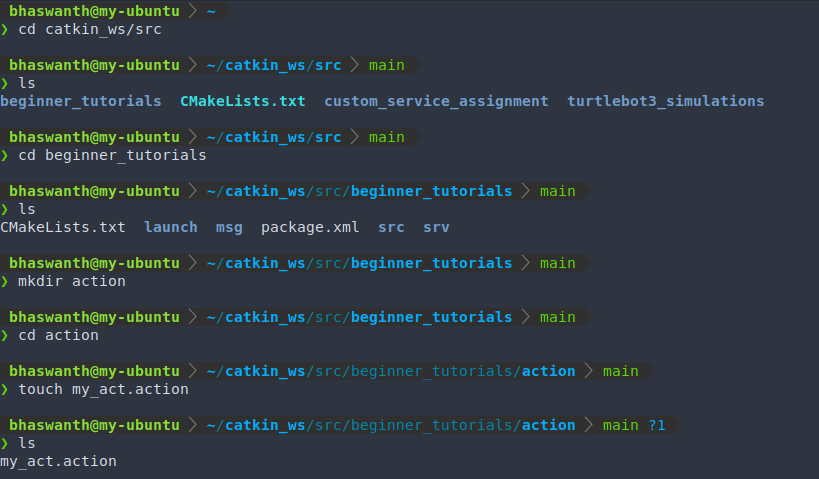 bhaswanth@my-ubuntu > ~
❯ cd catkin_ws/src
bhaswanth@my-ubuntu > ~/catkin_ws/src > main
❯ ls
beginner_tutorials  CMakeLists.txt  custom_service_assignment  turtlebot3_simulations
bhaswanth@my-ubuntu > ~/catkin_ws/src > main
❯ cd beginner_tutorials
bhaswanth@my-ubuntu > ~/catkin_ws/src/beginner_tutorials > main
❯ ls
CMakeLists.txt  launch  msg  package.xml  src  srv
bhaswanth@my-ubuntu > ~/catkin_ws/src/beginner_tutorials > main
❯ mkdir action
bhaswanth@my-ubuntu > ~/catkin_ws/src/beginner_tutorials > main
❯ cd action
bhaswanth@my-ubuntu > ~/catkin_ws/src/beginner_tutorials/action > main
❯ touch my_act.action
bhaswanth@my-ubuntu > ~/catkin_ws/src/beginner_tutorials/action > main ?1
❯ ls
my_act.action